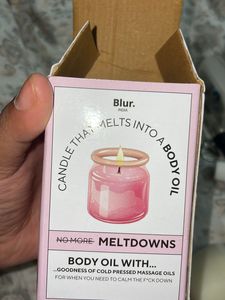 Blur.
INDIA
CANDLE THAT MELTS INTO A BODY OIL
NO MORE MELTDOWNS
BODY OIL WITH...
...GOODNESS OF COLD PRESSED MASSAGE OILS
FOR WHEN YOU NEED TO CALM THE F*CK DOWN